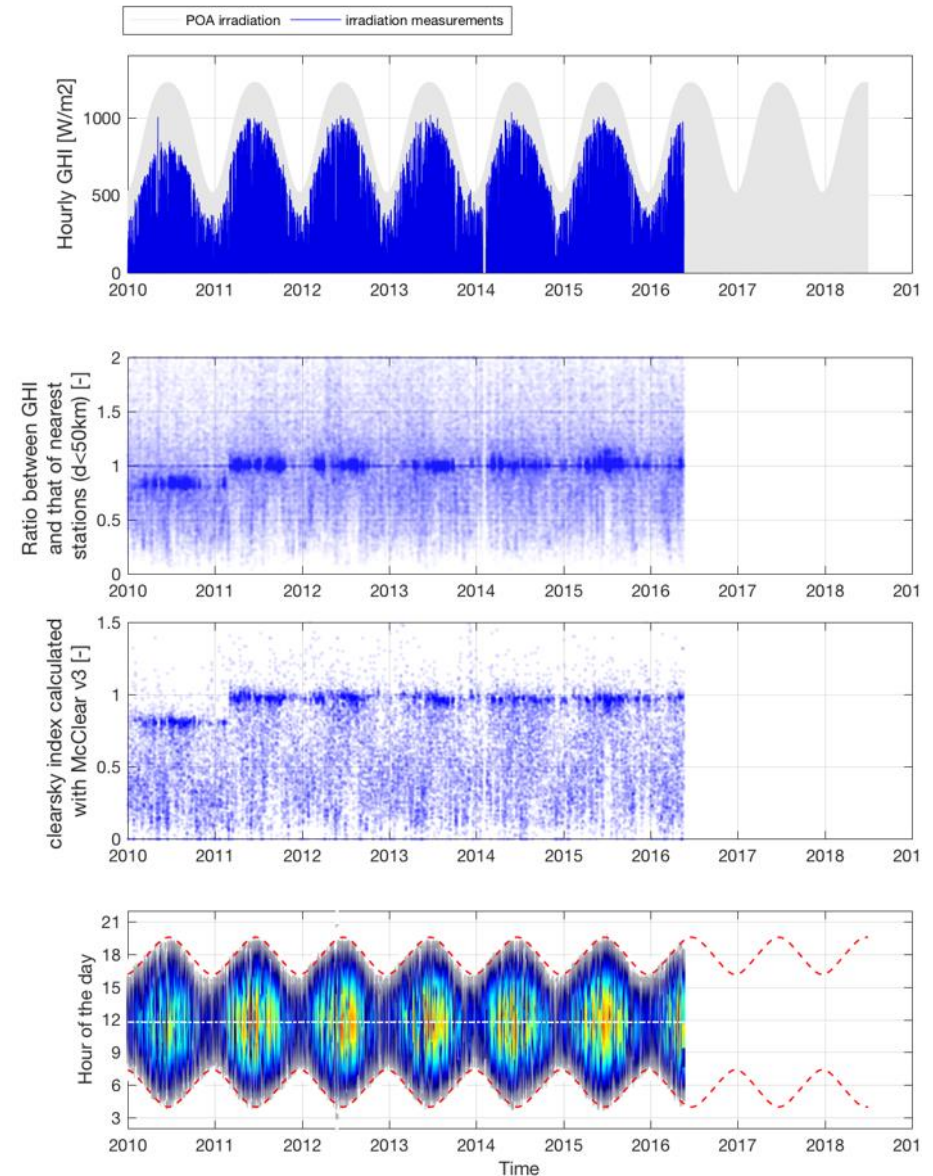 POA irradiation irradiation measurements
Hourly GHI [W/m2]
1000
500
0
2010 2011 2012 2013 2014 2015 2016 2017 2018 201
Ratio between GHI
and that of nearest
stations (d<50km) [-]
2
1.5
1
0.5
0
2010 2011 2012 2013 2014 2015 2016 2017 2018 201
clearsky index calculated
with McClear v3 [-]
1.5
1
0.5
0
2010 2011 2012 2013 2014 2015 2016 2017 2018 201
Hour of the day
21
18
15
12
9
6
3
2010 2011 2012 2013 2014 2015 2016 2017 2018 201
Time